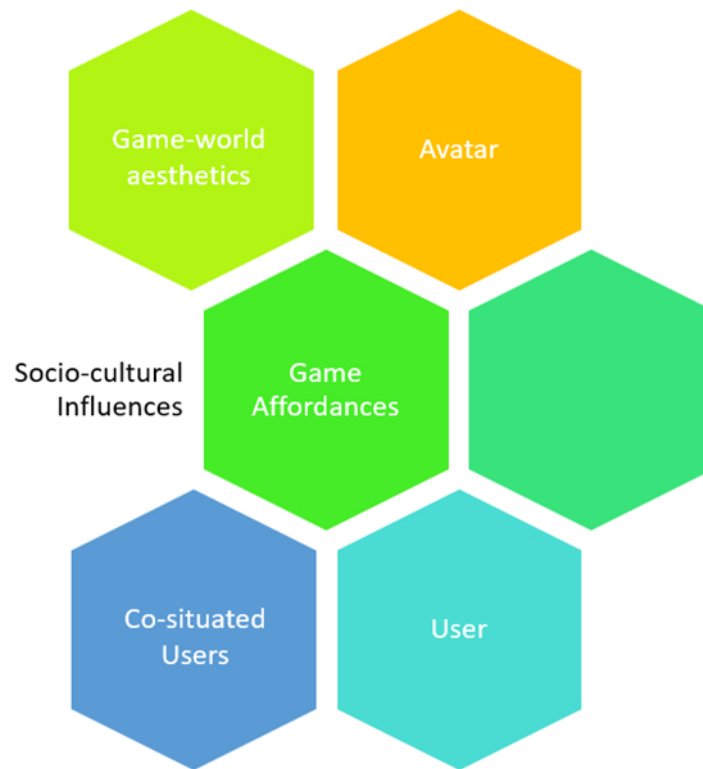 Game-world
aesthetics
Avatar
Socio-cultural
Influences
Game
Affordances
Co-situated
Users
User